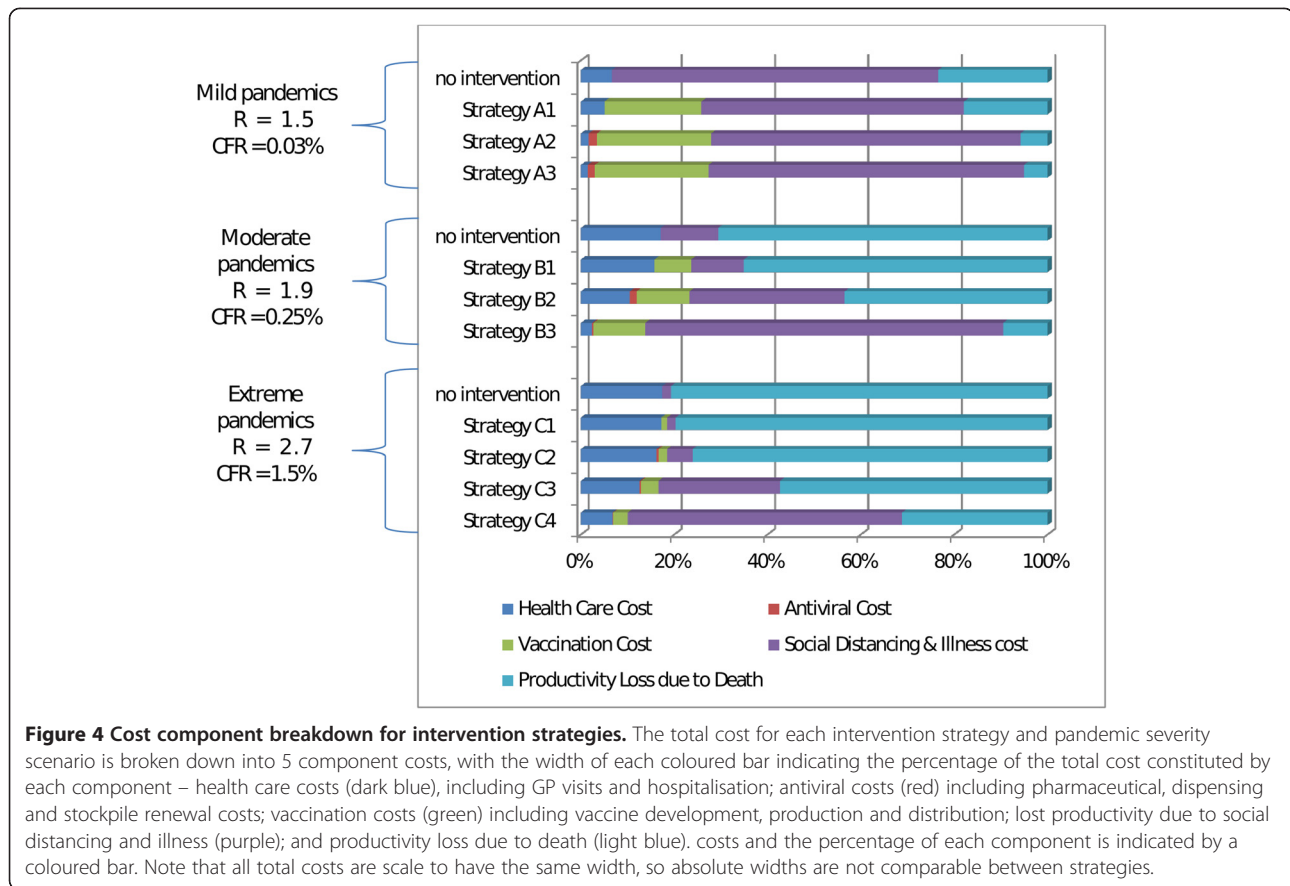 Mild pandemics
R = 1.5
CFR =0.03%
no intervention
Strategy A1
Strategy A2
Strategy A3
Moderate
pandemics
R = 1.9
CFR =0.25%
no intervention
Strategy B1
Strategy B2
Strategy B3
Extreme
pandemics
R = 2.7
CFR =1.5%
no intervention
Strategy C1
Strategy C2
Strategy C3
Strategy C4
0% 20% 40% 60% 80% 100%
Health Care Cost Antiviral Cost
Vaccination Cost Social Distancing & Illness cost
Productivity Loss due to Death
Figure 4 Cost component breakdown for intervention strategies. The total cost for each intervention strategy and pandemic severity
scenario is broken down into 5 component costs, with the width of each coloured bar indicating the percentage of the total cost constituted by
each component – health care costs (dark blue), including GP visits and hospitalisation; antiviral costs (red) including pharmaceutical, dispensing
and stockpile renewal costs; vaccination costs (green) including vaccine development, production and distribution; lost productivity due to social
distancing and illness (purple); and productivity loss due to death (light blue). costs and the percentage of each component is indicated by a
coloured bar. Note that all total costs are scale to have the same width, so absolute widths are not comparable between strategies.